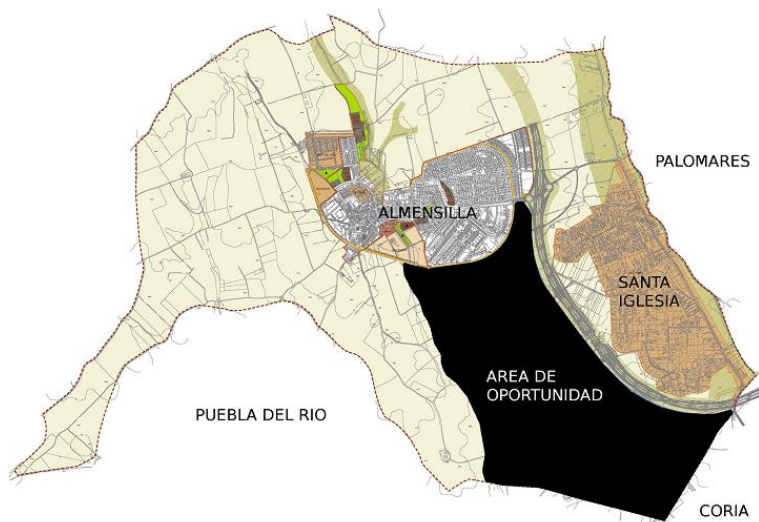 PALOMARES
ALMENSILLA
SANTA
IGLESIA
AREA DE
OPORTUNIDAD
PUEBLA DEL RIO
CORIA